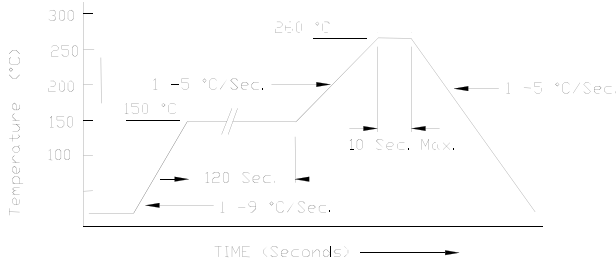 300
260 °C
250
Temperature (°C)
200
1 -5 °C/Sec.
1 ~5 °C/Sec.
150 °C
150
100
10 Sec. Max.
120 Sec.
1 -9 °C/Sec.
TIME (Seconds)